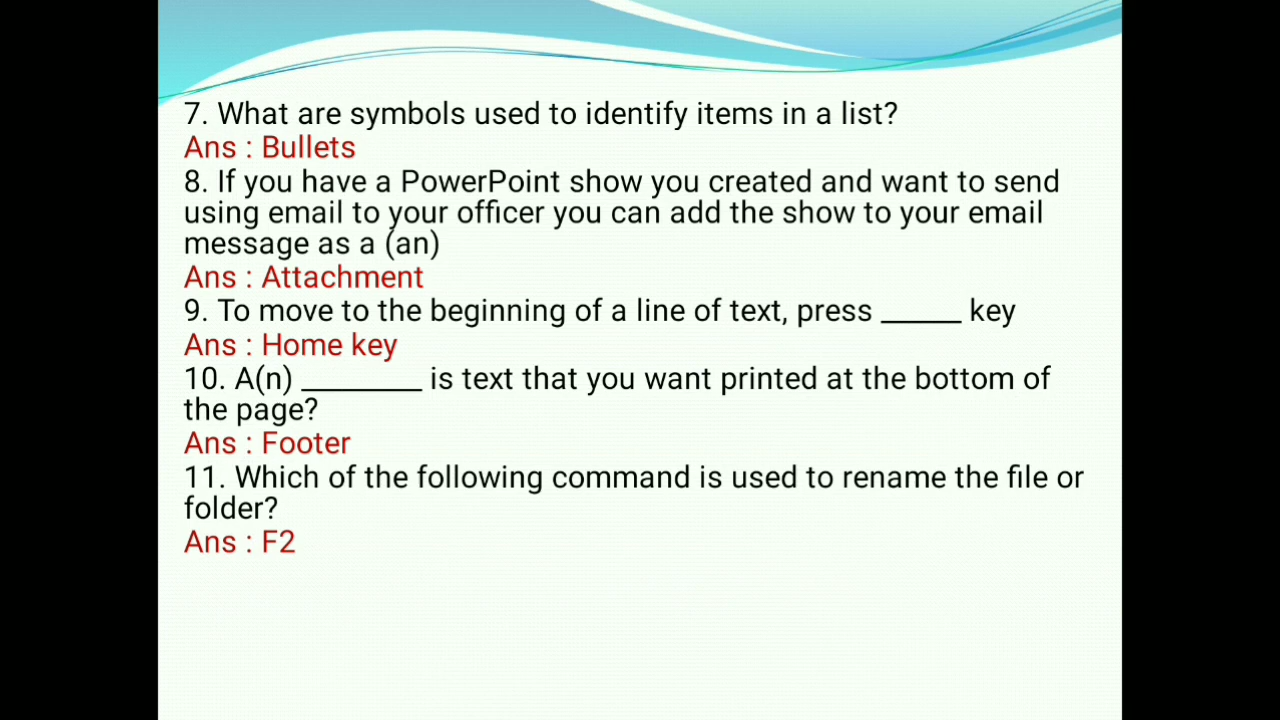 7. What are symbols used to identify items in a list?
Ans : Bullets
8. If you have a PowerPoint show you created and want to send
using email to your officer you can add the show to your email
message as a (an)
Ans : Attachment
9. To move to the beginning of a line of text, press ______ key
Ans : Home key
10. A(n) _________ is text that you want printed at the bottom of
the page?
Ans : Footer
11. Which of the following command is used to rename the file or
folder?
Ans : F2